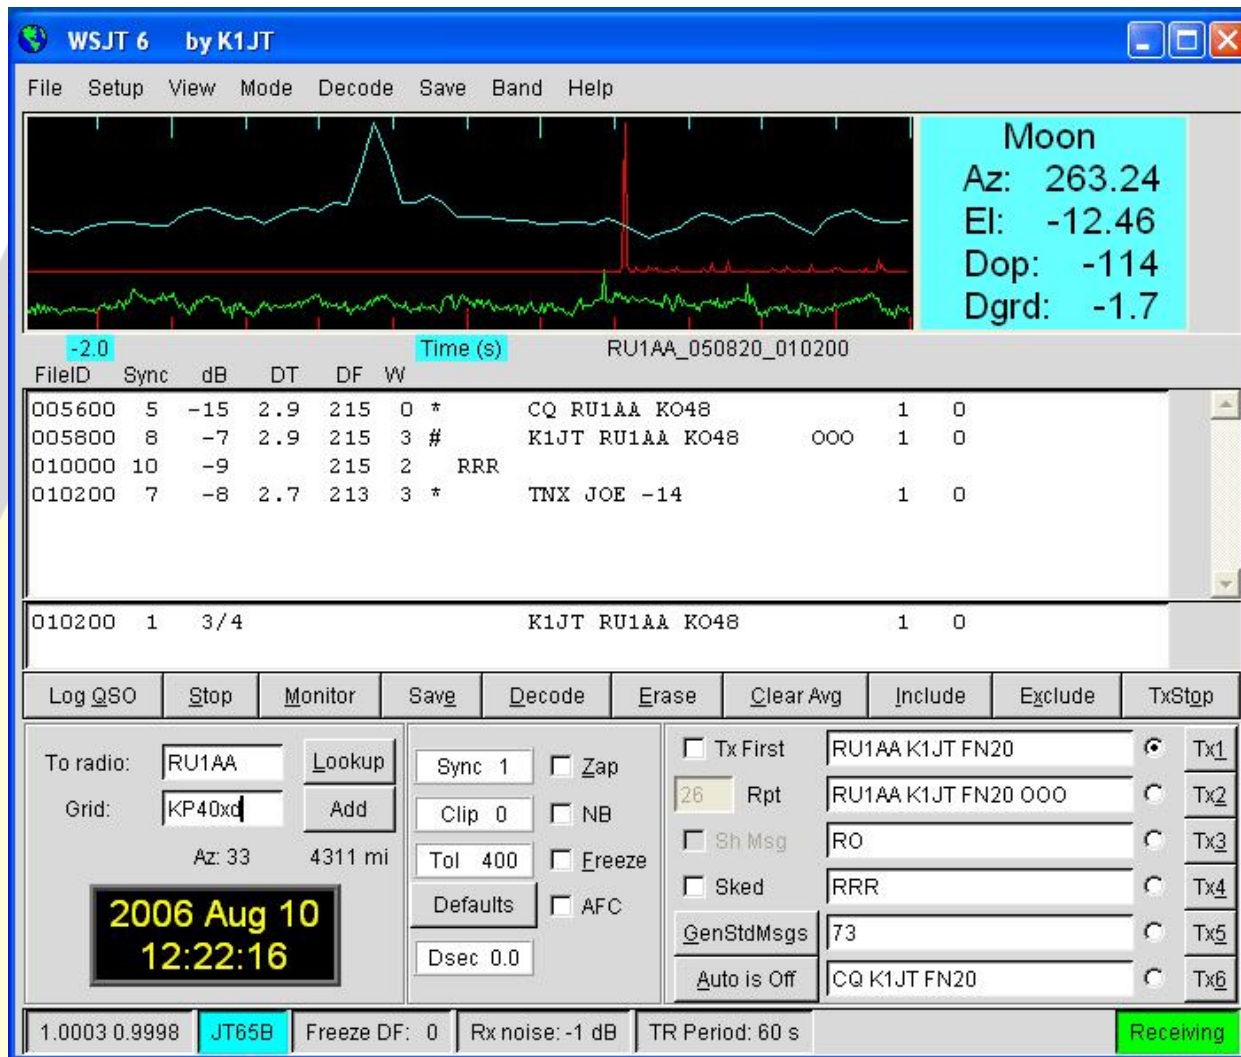 WSJT 6 by K1JT
File Setup View Mode Decode Save Band Help
Moon
Az: 263.24
El: -12.46
Dop: -114
Dgrd: -1.7
-2.0 Time (s) RU1AA_050820_010200
FileID Sync dB DT DF W
005600 5 -15 2.9 215 0 * CQ RU1AA KO48 1 0
005800 8 -7 2.9 215 3 # K1JT RU1AA KO48 OOO 1 0
010000 10 -9 215 2 RRR
010200 7 -8 2.7 213 3 * TNX JOE -14 1 0
010200 1 3/4 K1JT RU1AA KO48 1 0
Log QSO Stop Monitor Save Decode Erase Clear Avg Include Exclude TxStop
To radio: RU1AA Lookup
Grid: KP40xd Add
Az: 33 4311 mi
2006 Aug 10
12:22:16
Sync 1 Zap
Clip 0 NB
Tol 400 Freeze
Defaults AFC
Dsec 0.0
Tx First RU1AA K1JT FN20 Tx1
26 Rpt RU1AA K1JT FN20 OOO Tx2
Sh Msg RO Tx3
Sked RRR Tx4
GenStdMsgs 73 Tx5
Auto is Off CQ K1JT FN20 Tx6
1.0003 0.9998 JT65B Freeze DF: 0 Rx noise: -1 dB TR Period: 60 s Receiving